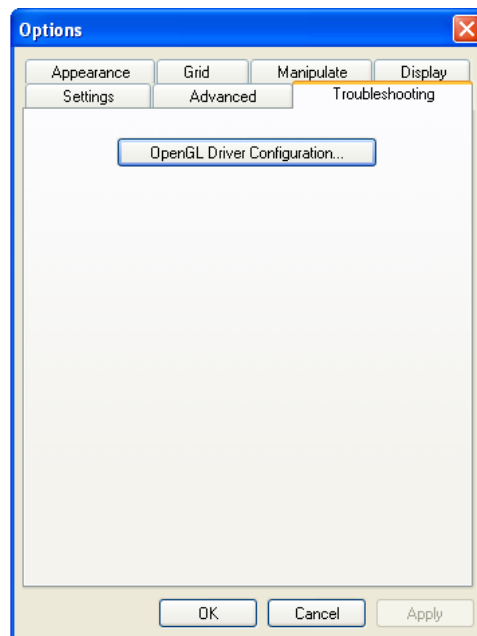 Options
Appearance Grid Manipulate Display
Settings Advanced Troubleshooting
OpenGL Driver Configuration...
OK Cancel Apply